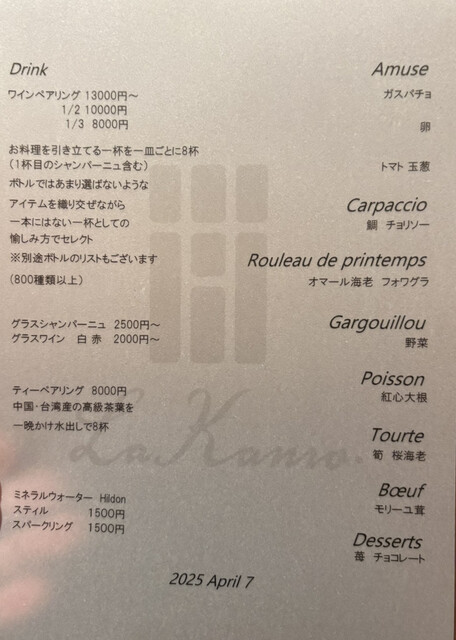 Drink
ワインペアリング 13000円～
1/2 10000円
1/3 8000円
お料理を引き立てる一杯を一皿ごとに8杯
(1杯目のシャンパーニュ含む)
ボトルではあまり選ばないような
アイテムを織り交ぜながら
一本にはない一杯としての
愉しみ方でセレクト
※別途ボトルのリストもございます
(800種類以上)
グラスシャンパーニュ 2500円～
グラスワイン 白 赤 2000円～
ティーペアリング 8000円
中国・台湾産の高級茶葉を
一晩かけ水出しで8杯
ミネラルウォーター Hildon
スティル 1500円
スパークリング 1500円
Amuse
ガスパチョ
卵
トマト 玉葱
Carpaccio
鯛 チョリソー
Rouleau de printemps
オマール海老 フォワグラ
Gargouillou
野菜
Poisson
紅心大根
Tourte
筍 桜海老
Bœuf
モリーユ茸
Desserts
苺 チョコレート
La Kanro.
2025 April 7